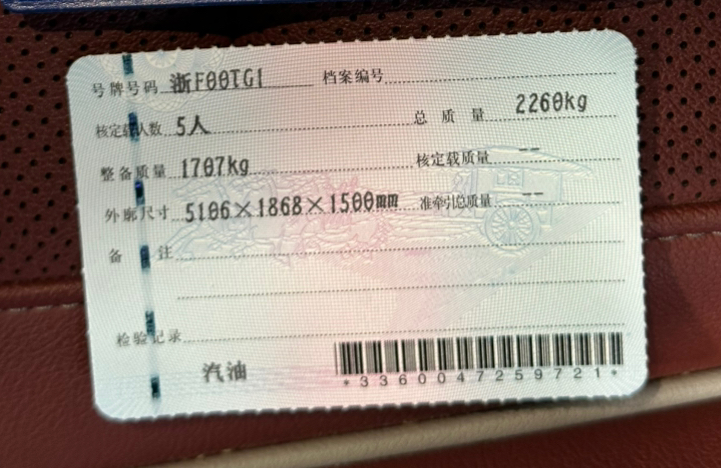 号牌号码 浙F00TG1 档案编号
核定载人数 5人 总质量 2260kg
整备质量 1707kg 核定载质量 --
外廓尺寸 5106×1868×1500mm 准牵引总质量 --
备注
检验记录
汽油
*3360047259721*